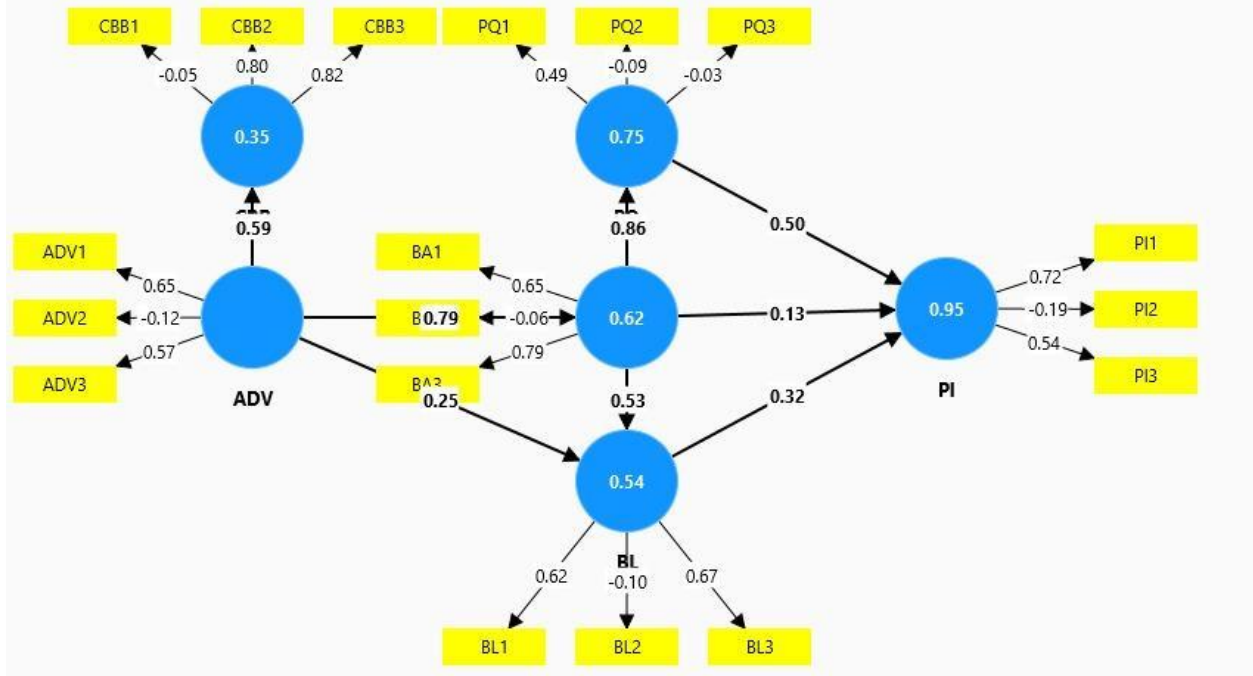 CBB1 CBB2 CBB3 PQ1 PQ2 PQ3
-0.05 0.80 0.82 0.49 -0.09 -0.03
0.35 0.75
0.59 0.86
ADV1 BA1 PI1
0.65 0.65 0.50 0.72
ADV2 -0.12 0.79 -0.06 0.62 0.13 0.95 -0.19 PI2
0.57 0.79 0.54
ADV3 0.25 0.53 0.32 PI3
ADV PI
0.54
BL
0.62 -0.10 0.67
BL1 BL2 BL3